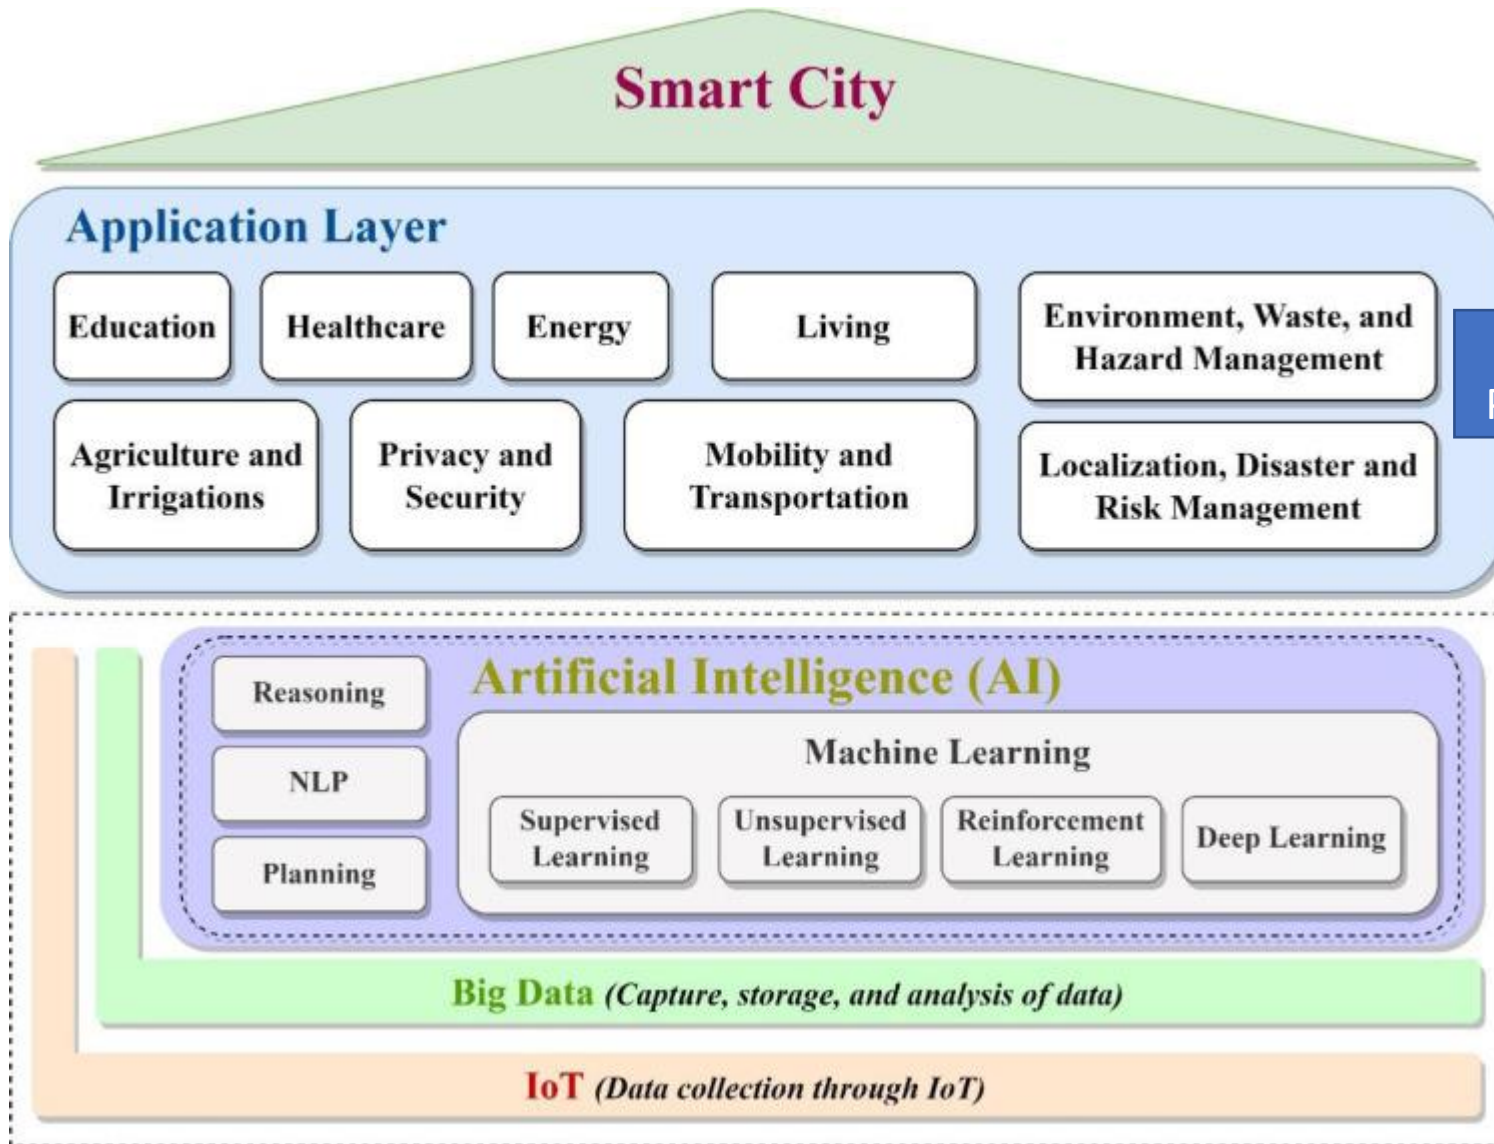 Smart City
Application Layer
Education
Healthcare
Energy
Living
Environment, Waste, and
Hazard Management
Agriculture and
Irrigations
Privacy and
Security
Mobility and
Transportation
Localization, Disaster and
Risk Management
Artificial Intelligence (AI)
Reasoning
NLP
Planning
Machine Learning
Supervised
Learning
Unsupervised
Learning
Reinforcement
Learning
Deep Learning
Big Data (Capture, storage, and analysis of data)
IoT (Data collection through IoT)